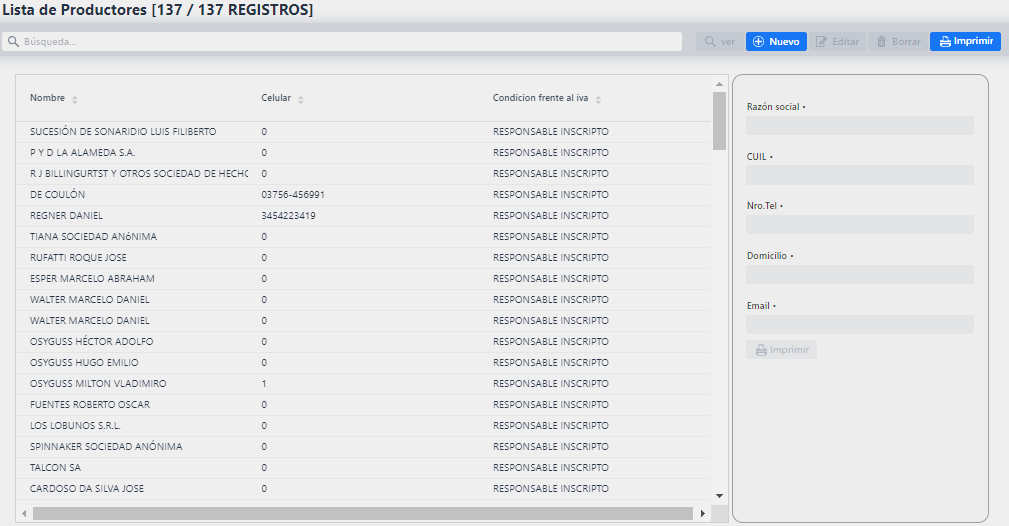 Lista de Productores [137 / 137 REGISTROS]
Búsqueda... ver Nuevo Editar Borrar Imprimir
Nombre Celular Condicion frente al iva
SUCESIÓN DE SONARIDIO LUIS FILIBERTO 0 RESPONSABLE INSCRIPTO
P Y D LA ALAMEDA S.A. 0 RESPONSABLE INSCRIPTO
R J BILLINGURTST Y OTROS SOCIEDAD DE HECHO 0 RESPONSABLE INSCRIPTO
DE COULÓN 03756-456991 RESPONSABLE INSCRIPTO
REGNER DANIEL 3454223419 RESPONSABLE INSCRIPTO
TIANA SOCIEDAD ANóNIMA 0 RESPONSABLE INSCRIPTO
RUFATTI ROQUE JOSE 0 RESPONSABLE INSCRIPTO
ESPER MARCELO ABRAHAM 0 RESPONSABLE INSCRIPTO
WALTER MARCELO DANIEL 0 RESPONSABLE INSCRIPTO
WALTER MARCELO DANIEL 0 RESPONSABLE INSCRIPTO
OSYGUSS HÉCTOR ADOLFO 0 RESPONSABLE INSCRIPTO
OSYGUSS HUGO EMILIO 0 RESPONSABLE INSCRIPTO
OSYGUSS MILTON VLADIMIRO 1 RESPONSABLE INSCRIPTO
FUENTES ROBERTO OSCAR 0 RESPONSABLE INSCRIPTO
LOS LOBUNOS S.R.L. 0 RESPONSABLE INSCRIPTO
SPINNAKER SOCIEDAD ANÓNIMA 0 RESPONSABLE INSCRIPTO
TALCON SA 0 RESPONSABLE INSCRIPTO
CARDOSO DA SILVA JOSE 0 RESPONSABLE INSCRIPTO
Razón social •
CUIL •
Nro.Tel •
Domicilio •
Email •
Imprimir